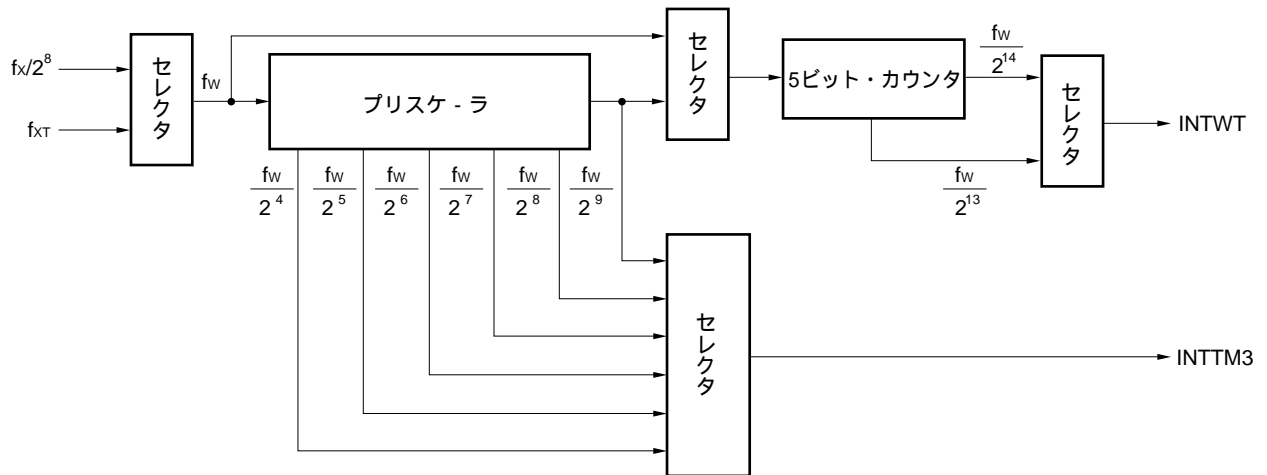 fX/2^8
fXT
セレクタ
fW
プリスケ - ラ
セレクタ
5ビット・カウンタ
fW
2^14
fW
2^13
セレクタ
INTWT
fW
2^4
fW
2^5
fW
2^6
fW
2^7
fW
2^8
fW
2^9
セレクタ
INTTM3